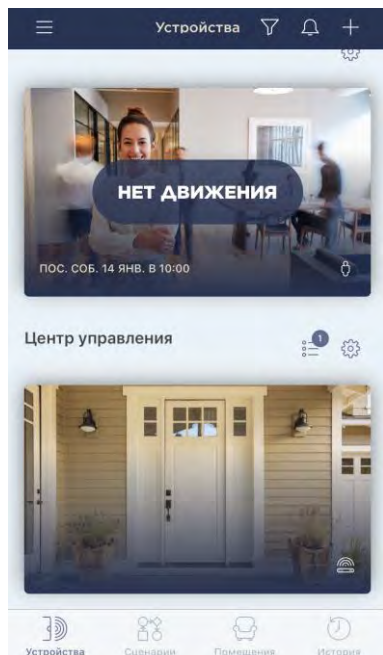 Устройства
НЕТ ДВИЖЕНИЯ
ПОС. СОБ. 14 ЯНВ. В 10:00
Центр управления
1
Устройства Сценарии Помещения История